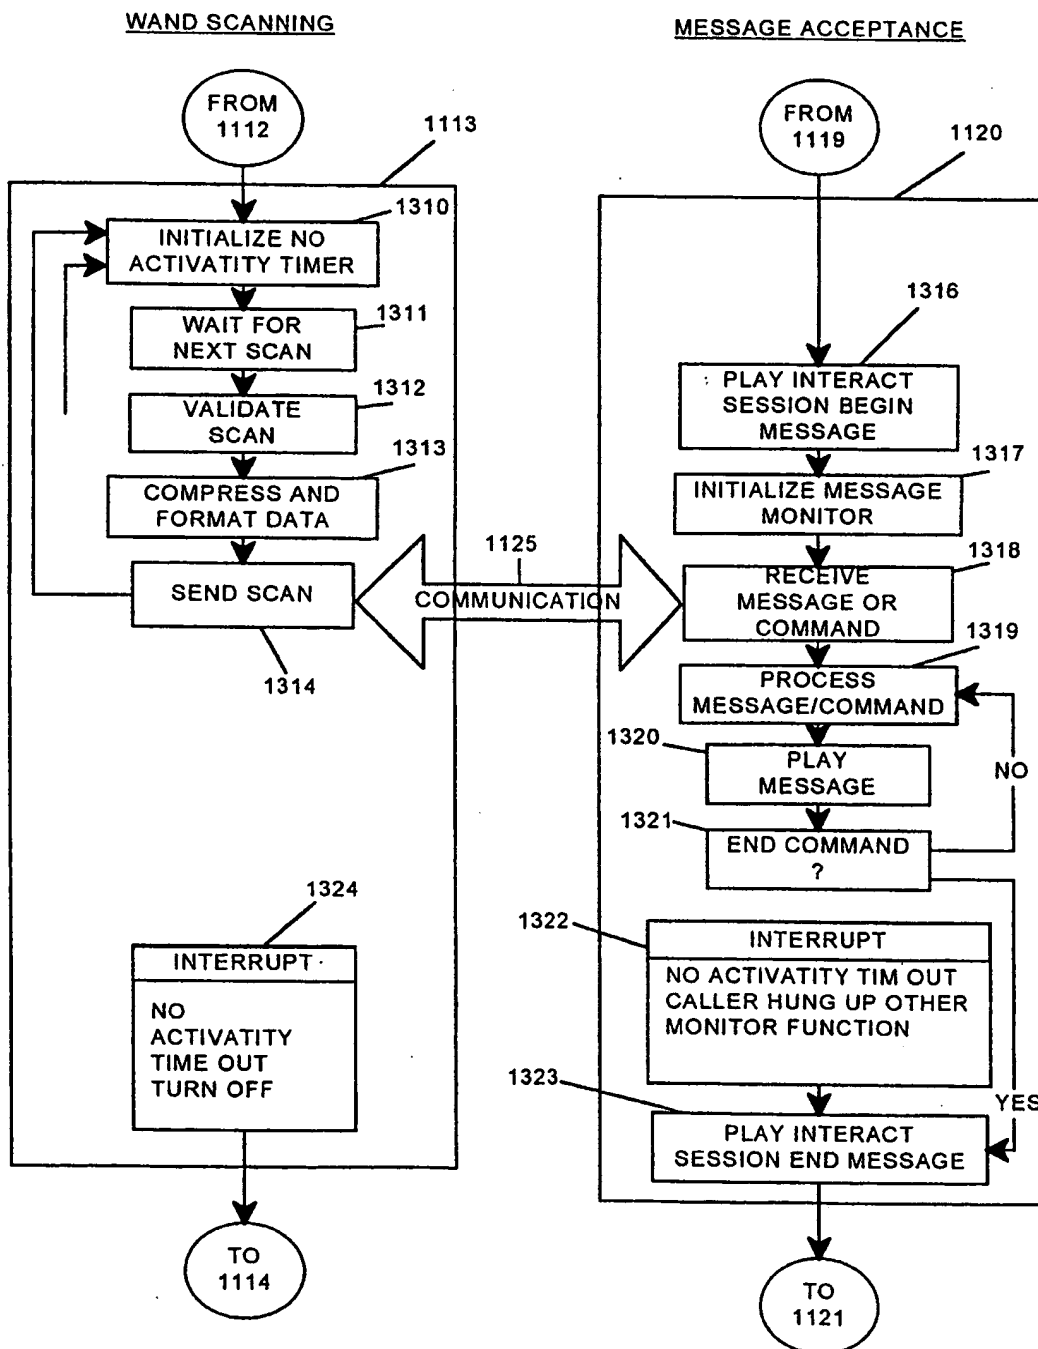 WAND SCANNING
FROM
1112
1113
1310
INITIALIZE NO
ACTIVATITY TIMER
1311
WAIT FOR
NEXT SCAN
1312
VALIDATE
SCAN
1313
COMPRESS AND
FORMAT DATA
SEND SCAN
1314
1125
COMMUNICATION
1324
INTERRUPT
NO
ACTIVATITY
TIME OUT
TURN OFF
TO
1114
MESSAGE ACCEPTANCE
FROM
1119
1120
1316
PLAY INTERACT
SESSION BEGIN
MESSAGE
1317
INITIALIZE MESSAGE
MONITOR
1318
RECEIVE
MESSAGE OR
COMMAND
1319
PROCESS
MESSAGE/COMMAND
1320
PLAY
MESSAGE
NO
1321
END COMMAND
?
1322
INTERRUPT
NO ACTIVATITY TIM OUT
CALLER HUNG UP OTHER
MONITOR FUNCTION
1323
YES
PLAY INTERACT
SESSION END MESSAGE
TO
1121